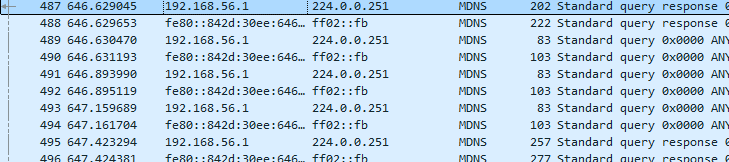 487 646.629045 192.168.56.1 224.0.0.251 MDNS 202 Standard query response
488 646.629653 fe80::842d:30ee:646… ff02::fb MDNS 222 Standard query response
489 646.630470 192.168.56.1 224.0.0.251 MDNS 83 Standard query 0x0000 ANY
490 646.631193 fe80::842d:30ee:646… ff02::fb MDNS 103 Standard query 0x0000 ANY
491 646.893990 192.168.56.1 224.0.0.251 MDNS 83 Standard query 0x0000 ANY
492 646.895119 fe80::842d:30ee:646… ff02::fb MDNS 103 Standard query 0x0000 ANY
493 647.159689 192.168.56.1 224.0.0.251 MDNS 83 Standard query 0x0000 ANY
494 647.161704 fe80::842d:30ee:646… ff02::fb MDNS 103 Standard query 0x0000 ANY
495 647.423294 192.168.56.1 224.0.0.251 MDNS 257 Standard query response
496 647.424381 fe80::842d:30ee:646… ff02::fb MDNS 277 Standard query response